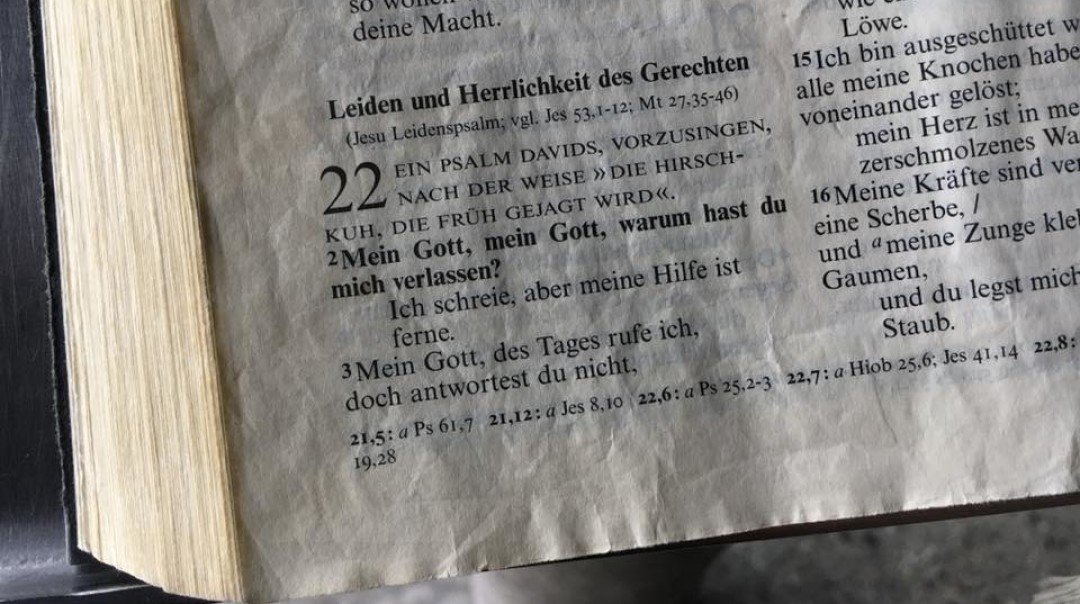 deine Macht.
Leiden und Herrlichkeit des Gerechten
(Jesu Leidenspsalm; vgl. Jes 53,1-12; Mt 27,35-46)
22 EIN PSALM DAVIDS, VORZUSINGEN,
NACH DER WEISE »DIE HIRSCH-
KUH, DIE FRÜH GEJAGT WIRD«.
2 Mein Gott, mein Gott, warum hast du
mich verlassen?
Ich schreie, aber meine Hilfe ist
ferne.
3 Mein Gott, des Tages rufe ich,
doch antwortest du nicht,
Löwe.
15 Ich bin ausgeschüttet
alle meine Knochen habe
voneinander gelöst;
mein Herz ist in
zerschmolzenes
16 Meine Kräfte sind
eine Scherbe, /
und a meine Zunge
Gaumen,
und du legst mich
Staub.
21,5: a Ps 61,7 21,12: a Jes 8,10 22,6: a Ps 25,2-3 22,7: a Hiob 25,6; Jes 41,14 22,8:
19,28